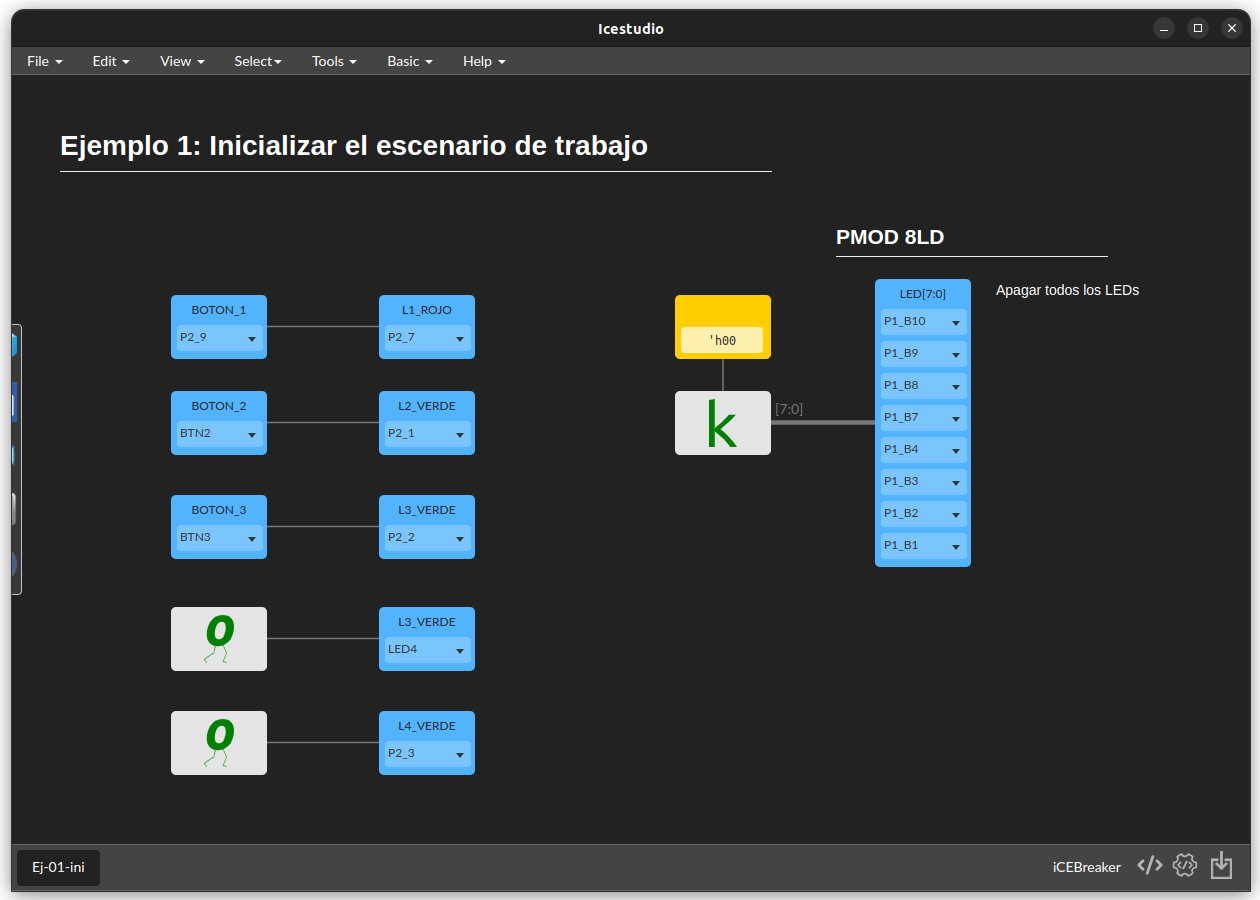 Icestudio
File Edit View Select Tools Basic Help
Ejemplo 1: Inicializar el escenario de trabajo
BOTON_1
P2_9
L1_ROJO
P2_7
BOTON_2
BTN2
L2_VERDE
P2_1
BOTON_3
BTN3
L3_VERDE
P2_2
0
L3_VERDE
LED4
0
L4_VERDE
P2_3
'h00
k
[7:0]
PMOD 8LD
LED[7:0]
P1_B10
P1_B9
P1_B8
P1_B7
P1_B4
P1_B3
P1_B2
P1_B1
Apagar todos los LEDs
Ej-01-ini
iCEBreaker